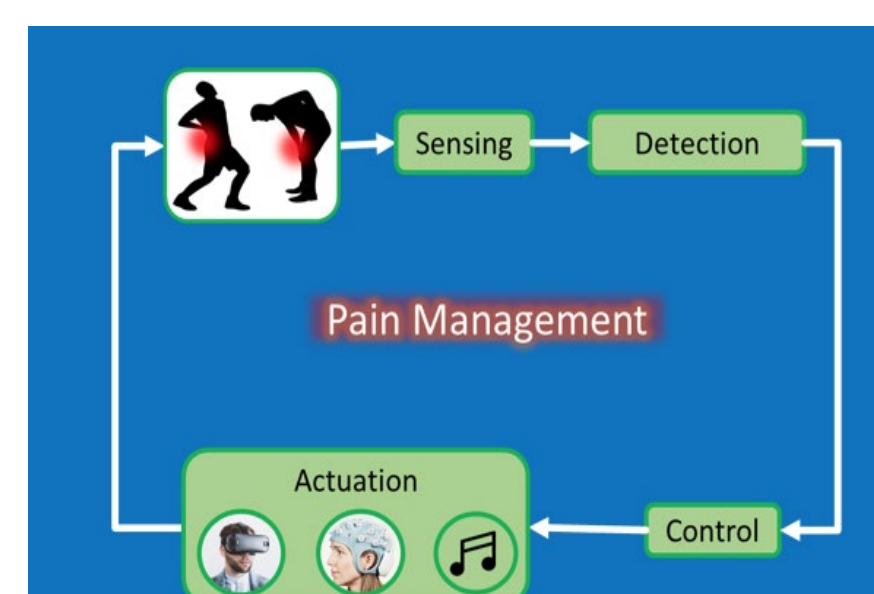 Sensing
Detection
Pain Management
Actuation
Control